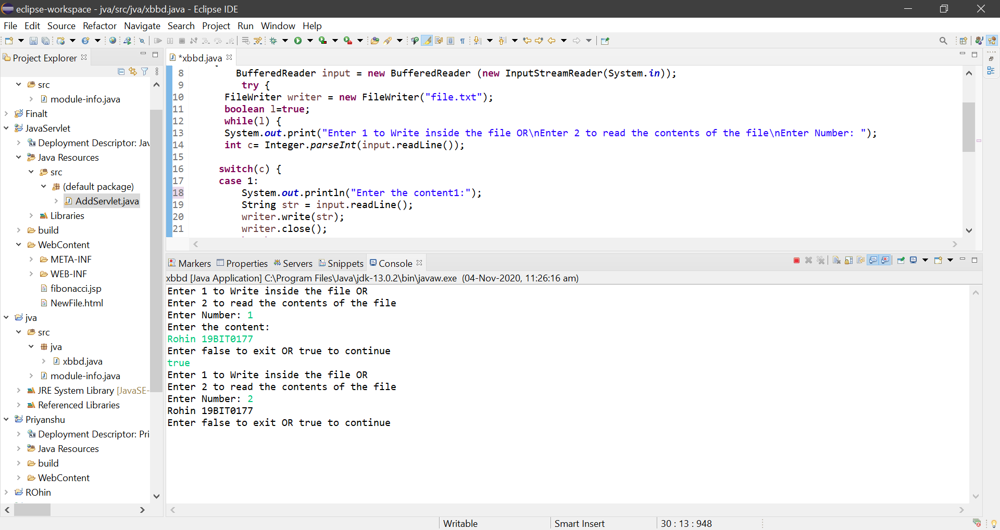 eclipse-workspace - jva/src/jva/xbbd.java - Eclipse IDE
File Edit Source Refactor Navigate Search Project Run Window Help
Project Explorer
src
module-info.java
Finalt
JavaServlet
Deployment Descriptor: Jav
Java Resources
src
(default package)
AddServlet.java
Libraries
build
WebContent
META-INF
WEB-INF
fibonacci.jsp
NewFile.html
jva
src
jva
xbbd.java
module-info.java
JRE System Library [JavaSE-
Referenced Libraries
Priyanshu
Deployment Descriptor: Pri
Java Resources
build
WebContent
ROhin
*xbbd.java
8 BufferedReader input = new BufferedReader (new InputStreamReader(System.in));
9 try {
10 FileWriter writer = new FileWriter("file.txt");
11 boolean l=true;
12 while(l) {
13 System.out.print("Enter 1 to Write inside the file OR\nEnter 2 to read the contents of the file\nEnter Number: ");
14 int c= Integer.parseInt(input.readLine());
15
16 switch(c) {
17 case 1:
18 System.out.println("Enter the content1:");
19 String str = input.readLine();
20 writer.write(str);
21 writer.close();
Markers Properties Servers Snippets Console
xbbd [Java Application] C:\Program Files\Java\jdk-13.0.2\bin\javaw.exe (04-Nov-2020, 11:26:16 am)
Enter 1 to Write inside the file OR
Enter 2 to read the contents of the file
Enter Number: 1
Enter the content:
Rohin 19BIT0177
Enter false to exit OR true to continue
true
Enter 1 to Write inside the file OR
Enter 2 to read the contents of the file
Enter Number: 2
Rohin 19BIT0177
Enter false to exit OR true to continue
Writable Smart Insert 30 : 13 : 948